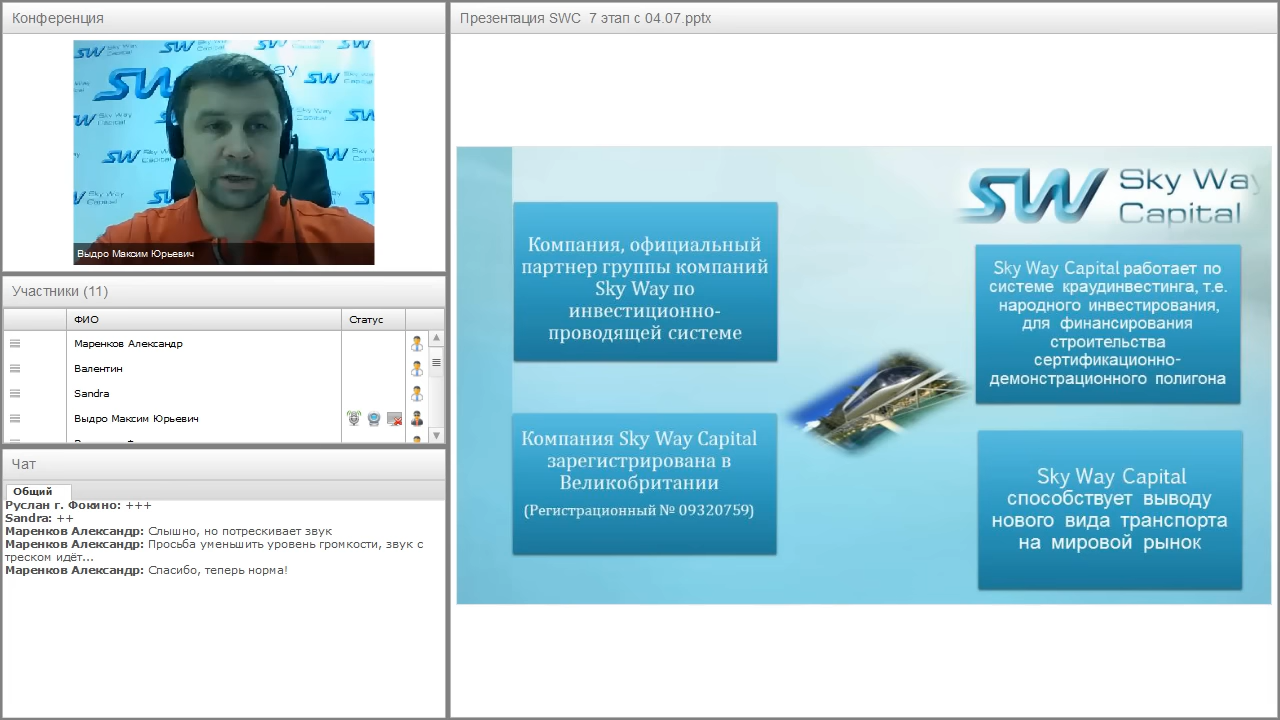 Конференция
SW Sky Way Capital
Выдро Максим Юрьевич
Участники (11)
ФИО
Статус
Маренков Александр
Валентин
Sandra
Выдро Максим Юрьевич
Чат
Общий
Руслан г. Фокино: +++
Sandra: ++
Маренков Александр: Слышно, но потрескивает звук
Маренков Александр: Просьба уменьшить уровень громкости, звук с
треском идёт...
Маренков Александр: Спасибо, теперь норма!
Презентация SWC 7 этап с 04.07.pptx
SW Sky Way
Capital
Компания, официальный
партнер группы компаний
Sky Way по
инвестиционно-
проводящей системе
Sky Way Capital работает по
системе краудинвестинга, т.е.
народного инвестирования,
для финансирования
строительства
сертификационно-
демонстрационного полигона
Компания Sky Way Capital
зарегистрирована в
Великобритании
(Регистрационный № 09320759)
Sky Way Capital
способствует выводу
нового вида транспорта
на мировой рынок